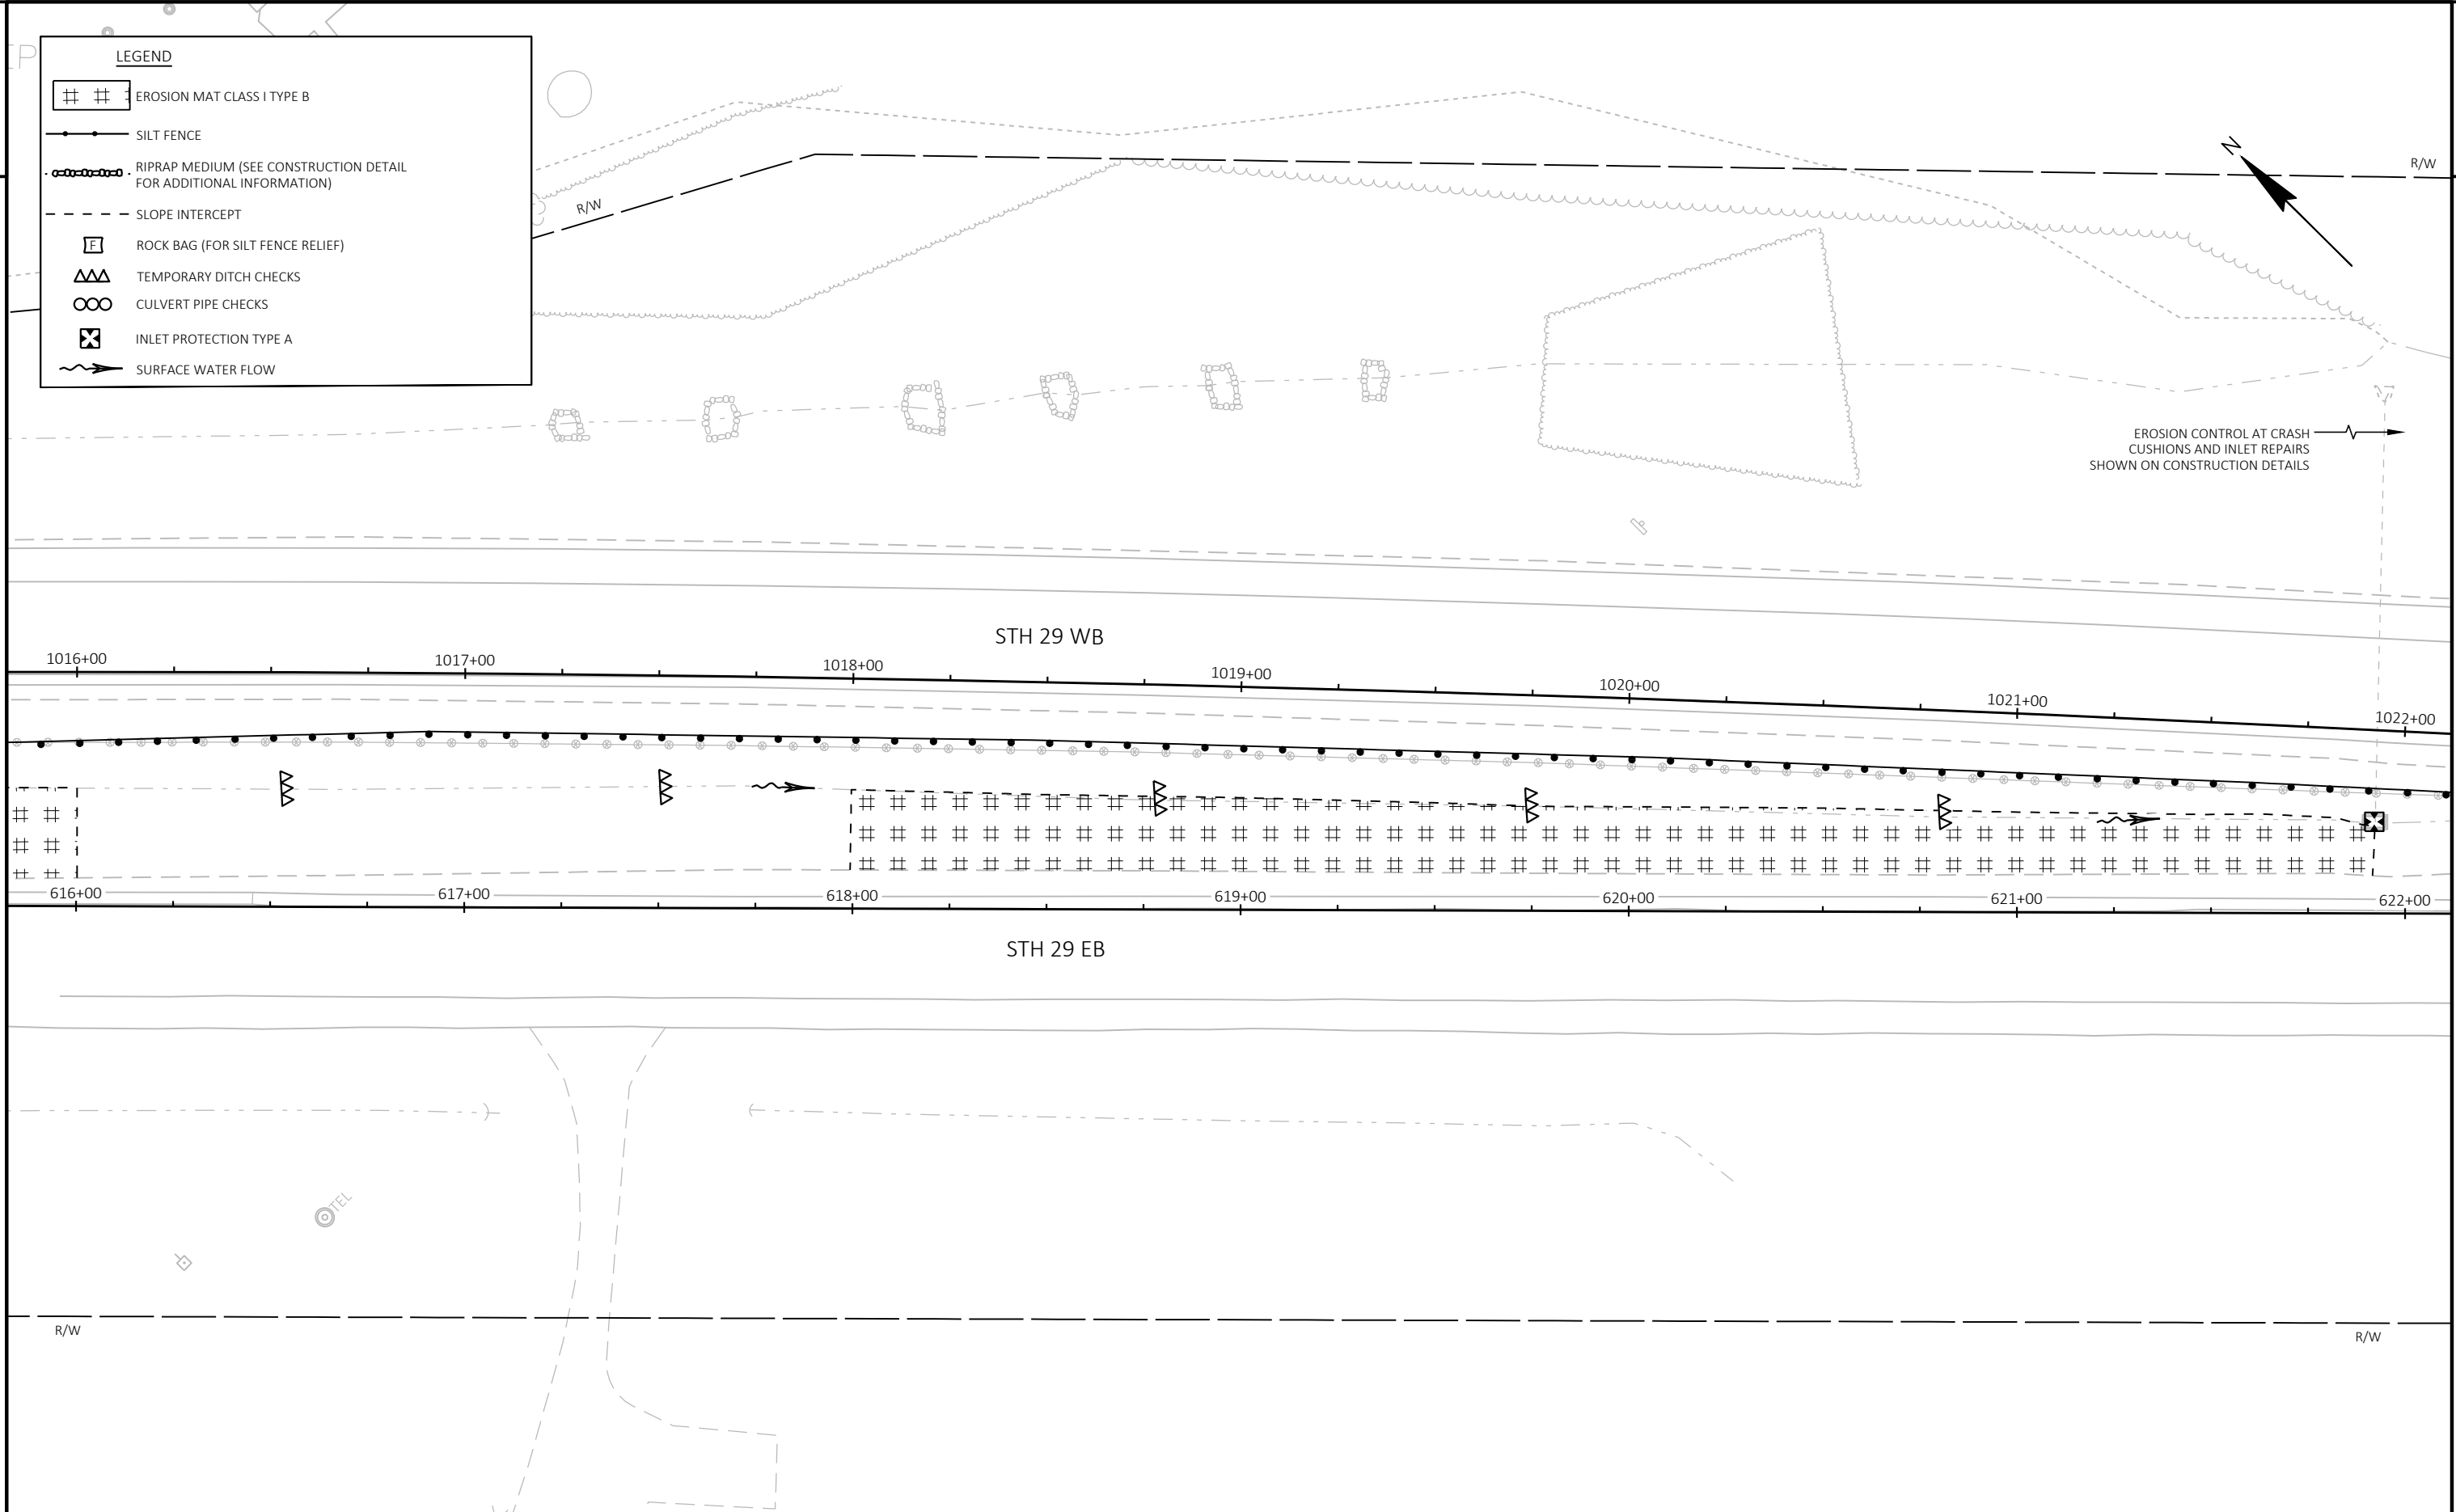 P
LEGEND
EROSION MAT CLASS I TYPE B
SILT FENCE
RIPRAP MEDIUM (SEE CONSTRUCTION DETAIL
FOR ADDITIONAL INFORMATION)
SLOPE INTERCEPT
F
ROCK BAG (FOR SILT FENCE RELIEF)
TEMPORARY DITCH CHECKS
CULVERT PIPE CHECKS
INLET PROTECTION TYPE A
SURFACE WATER FLOW
N
R/W
R/W
EROSION CONTROL AT CRASH
CUSHIONS AND INLET REPAIRS
SHOWN ON CONSTRUCTION DETAILS
STH 29 WB
1016+00 1017+00 1018+00 1019+00 1020+00 1021+00 1022+00
616+00 617+00 618+00 619+00 620+00 621+00 622+00
STH 29 EB
TEL
R/W
R/W